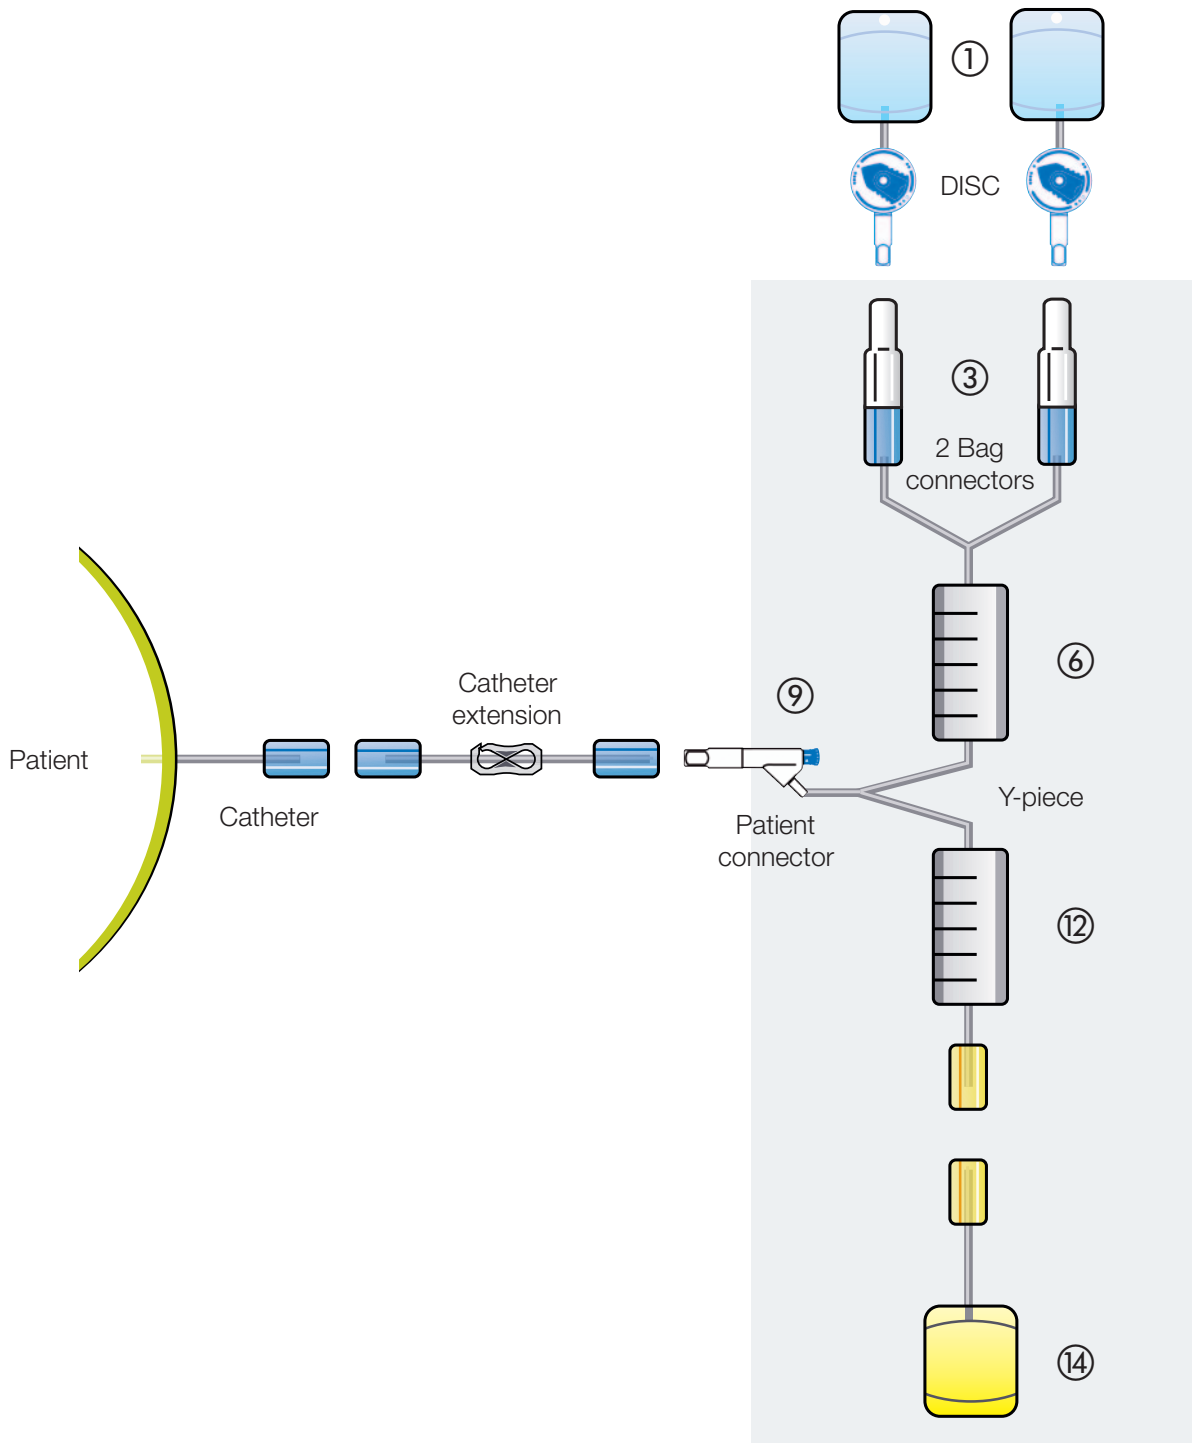 ①
DISC
③
2 Bag
connectors
⑥
⑨
Catheter
extension
Patient
Catheter
Y-piece
Patient
connector
⑫
⑭